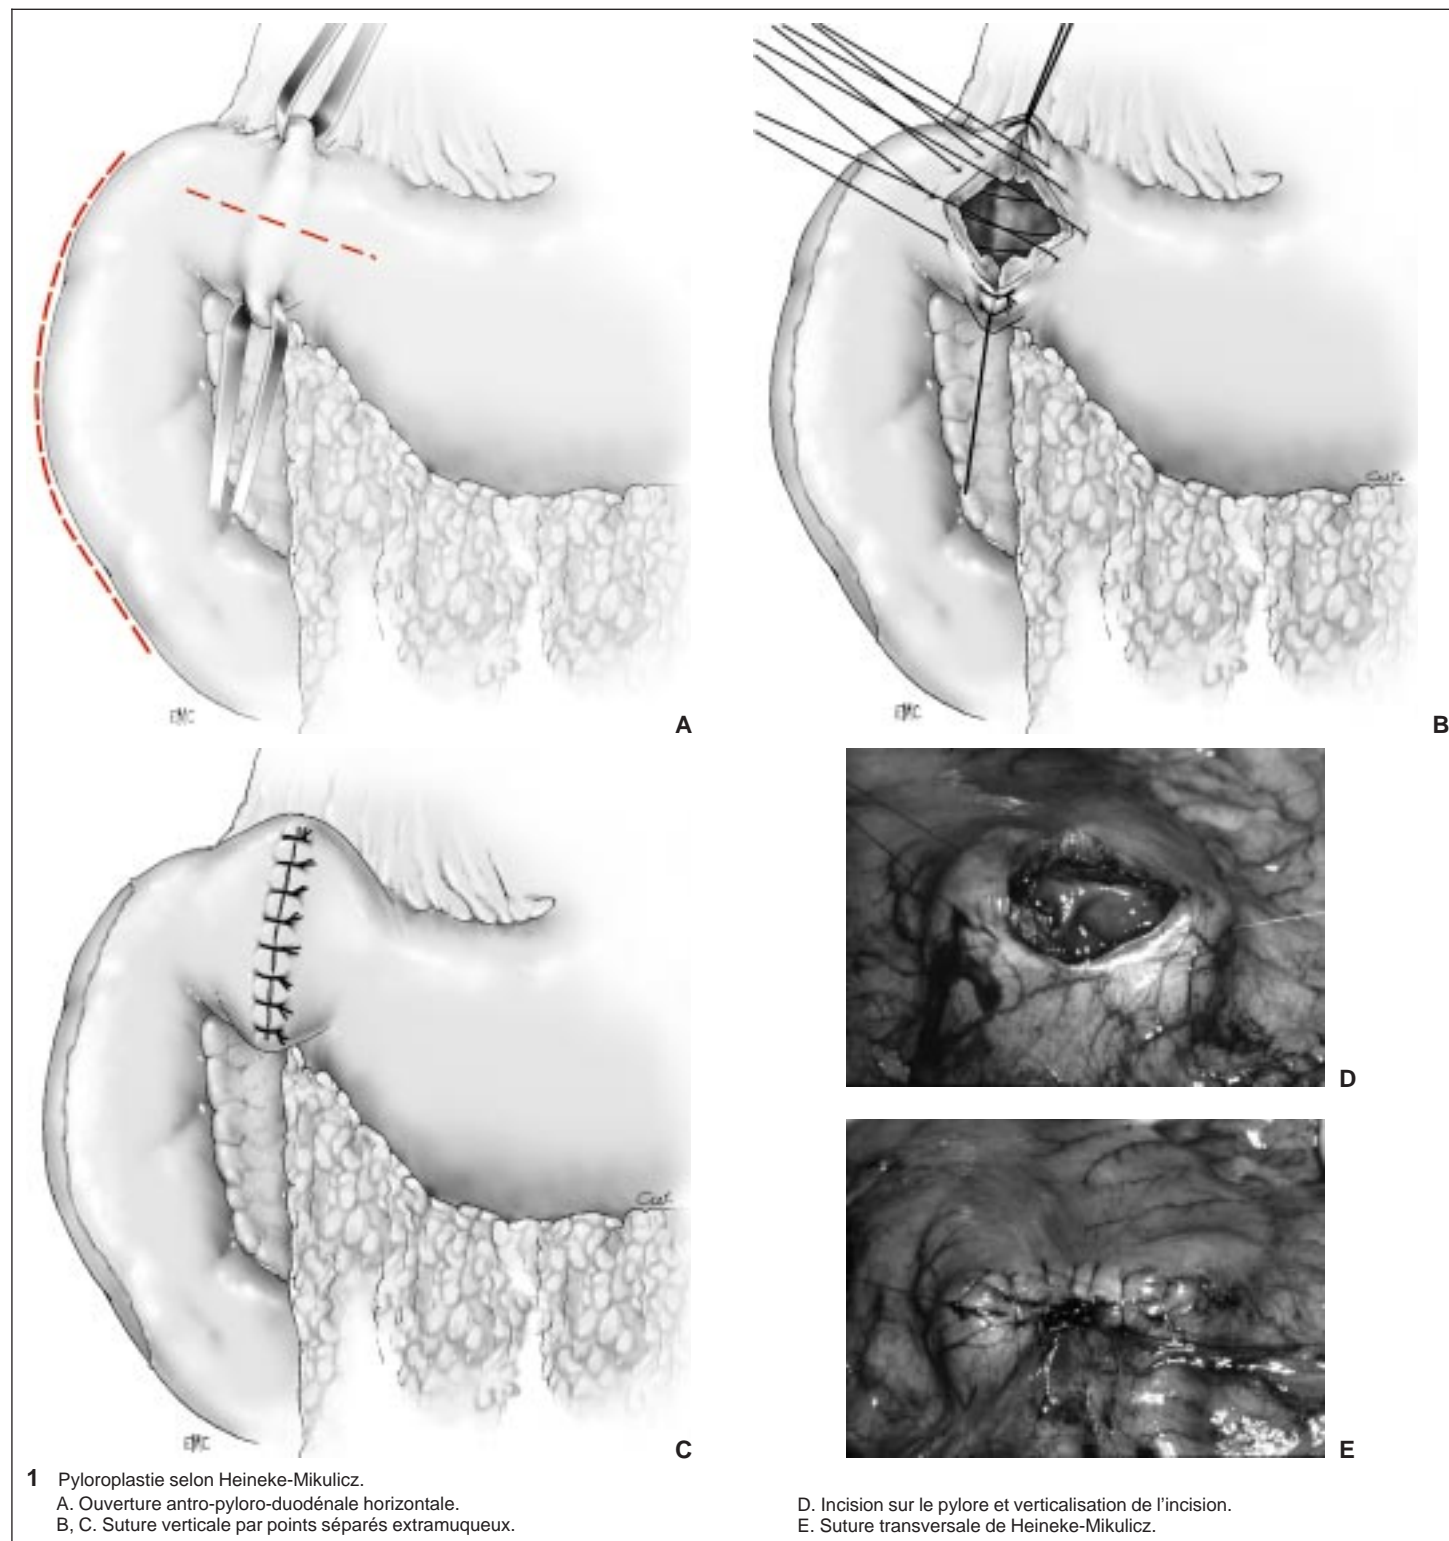 EMC
A
EMC
B
EMC
C
D
E
1 Pyloroplastie selon Heineke-Mikulicz.
A. Ouverture antro-pyloro-duodénale horizontale.
B, C. Suture verticale par points séparés extramuqueux.
D. Incision sur le pylore et verticalisation de l'incision.
E. Suture transversale de Heineke-Mikulicz.